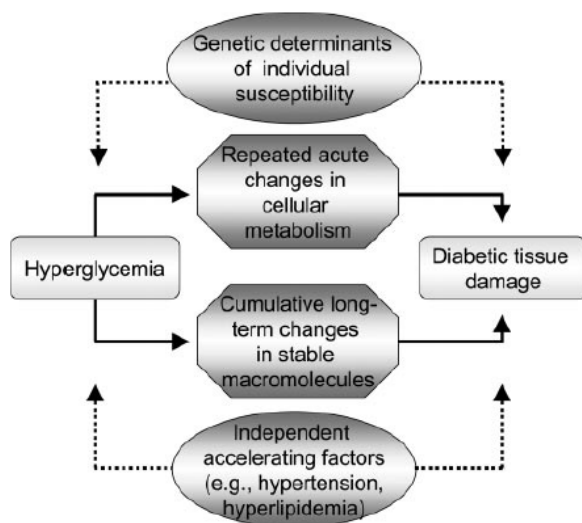 Genetic determinants
of individual
susceptibility
Repeated acute
changes in
cellular
metabolism
Hyperglycemia
Diabetic tissue
damage
Cumulative long-
term changes
in stable
macromolecules
Independent
accelerating factors
(e.g., hypertension,
hyperlipidemia)